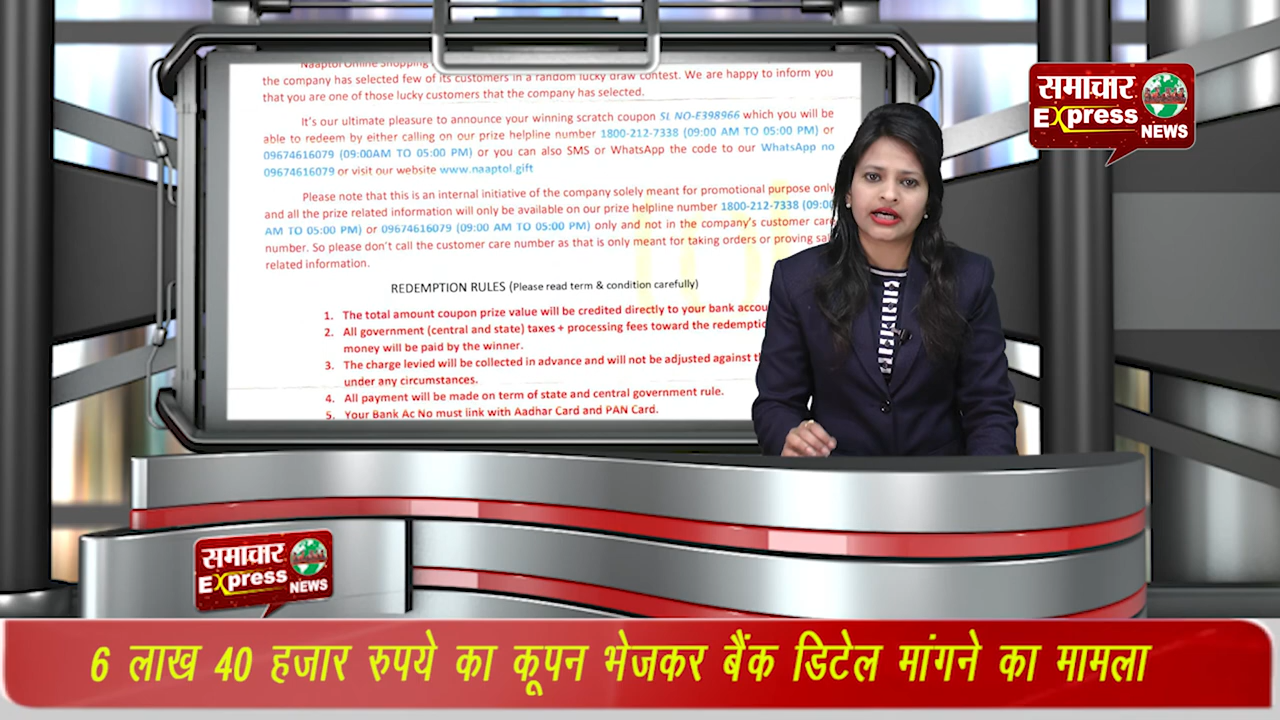 Naaptol Online Shopping
the company has selected few of its customers in a random lucky draw contest. We are happy to inform you
that you are one of those lucky customers that the company has selected.
It's our ultimate pleasure to announce your winning scratch coupon SL NO-E398966 which you will be
able to redeem by either calling on our prize helpline number 1800-212-7338 (09:00 AM TO 05:00 PM) or
09674616079 (09:00AM TO 05:00 PM) or you can also SMS or WhatsApp the code to our WhatsApp no
09674616079 or visit our website www.naaptol.gift
Please note that this is an internal initiative of the company solely meant for promotional purpose only
and all the prize related information will only be available on our prize helpline number 1800-212-7338 (09:00
AM TO 05:00 PM) or 09674616079 (09:00 AM TO 05:00 PM) only and not in the company's customer care
number. So please don't call the customer care number as that is only meant for taking orders or proving
related information.
REDEMPTION RULES (Please read term & condition carefully)
1. The total amount coupon prize value will be credited directly to your bank
2. All government (central and state) taxes + processing fees toward the
money will be paid by the winner.
3. The charge levied will be collected in advance and will not be adjusted against
under any circumstances.
4. All payment will be made on term of state and central government rule.
5. Your Bank Ac No must link with Aadhar Card and PAN Card.
समाचार
Express
NEWS
समाचार
Express
NEWS
6 लाख 40 हजार रुपये का कूपन भेजकर बैंक डिटेल मांगने का मामला